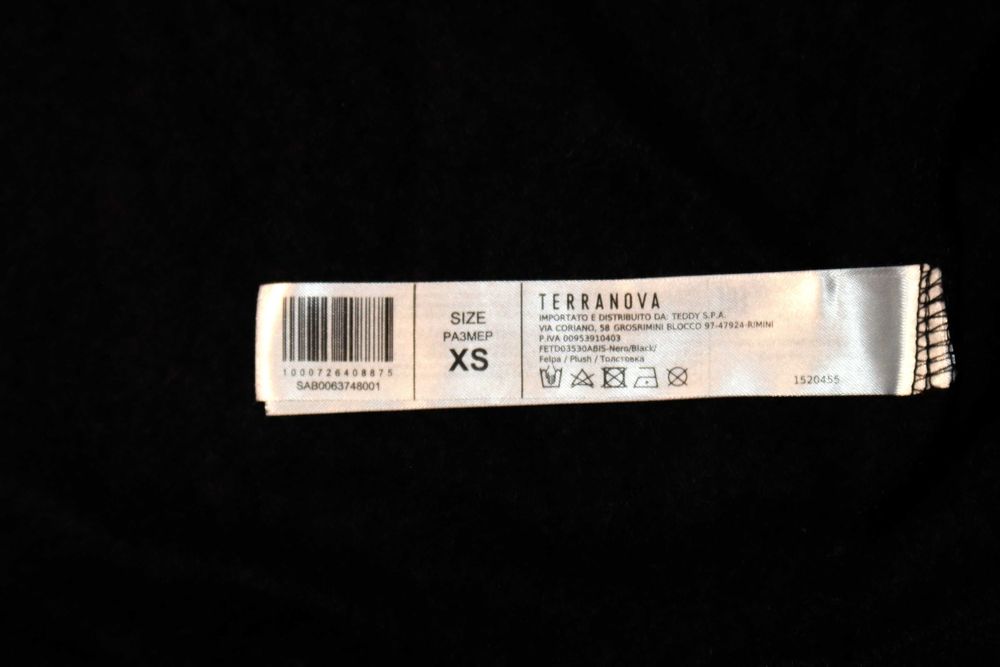 1000726408875
SAB0063748001
SIZE
РАЗМЕР
XS
TERRANOVA
IMPORTATO E DISTRIBUITO DA: TEDDY S.P.A.
VIA CORIANO, 58 GROSRIMINI BLOCCO 97-47924-RIMINI
P.IVA 00953910403
FETD03530ABIS-Nero/Black/
Felpa / Plush / Толстовка
1520455